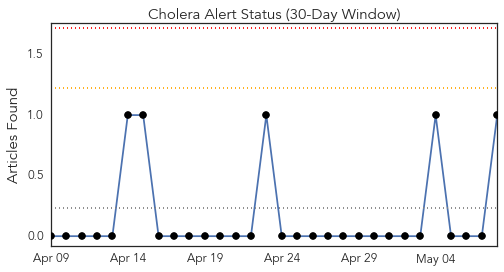 Cholera Alert Status (30-Day Window)
Articles Found
1.5
1.0
0.5
0.0
Apr 09 Apr 14 Apr 19 Apr 24 Apr 29 May 04